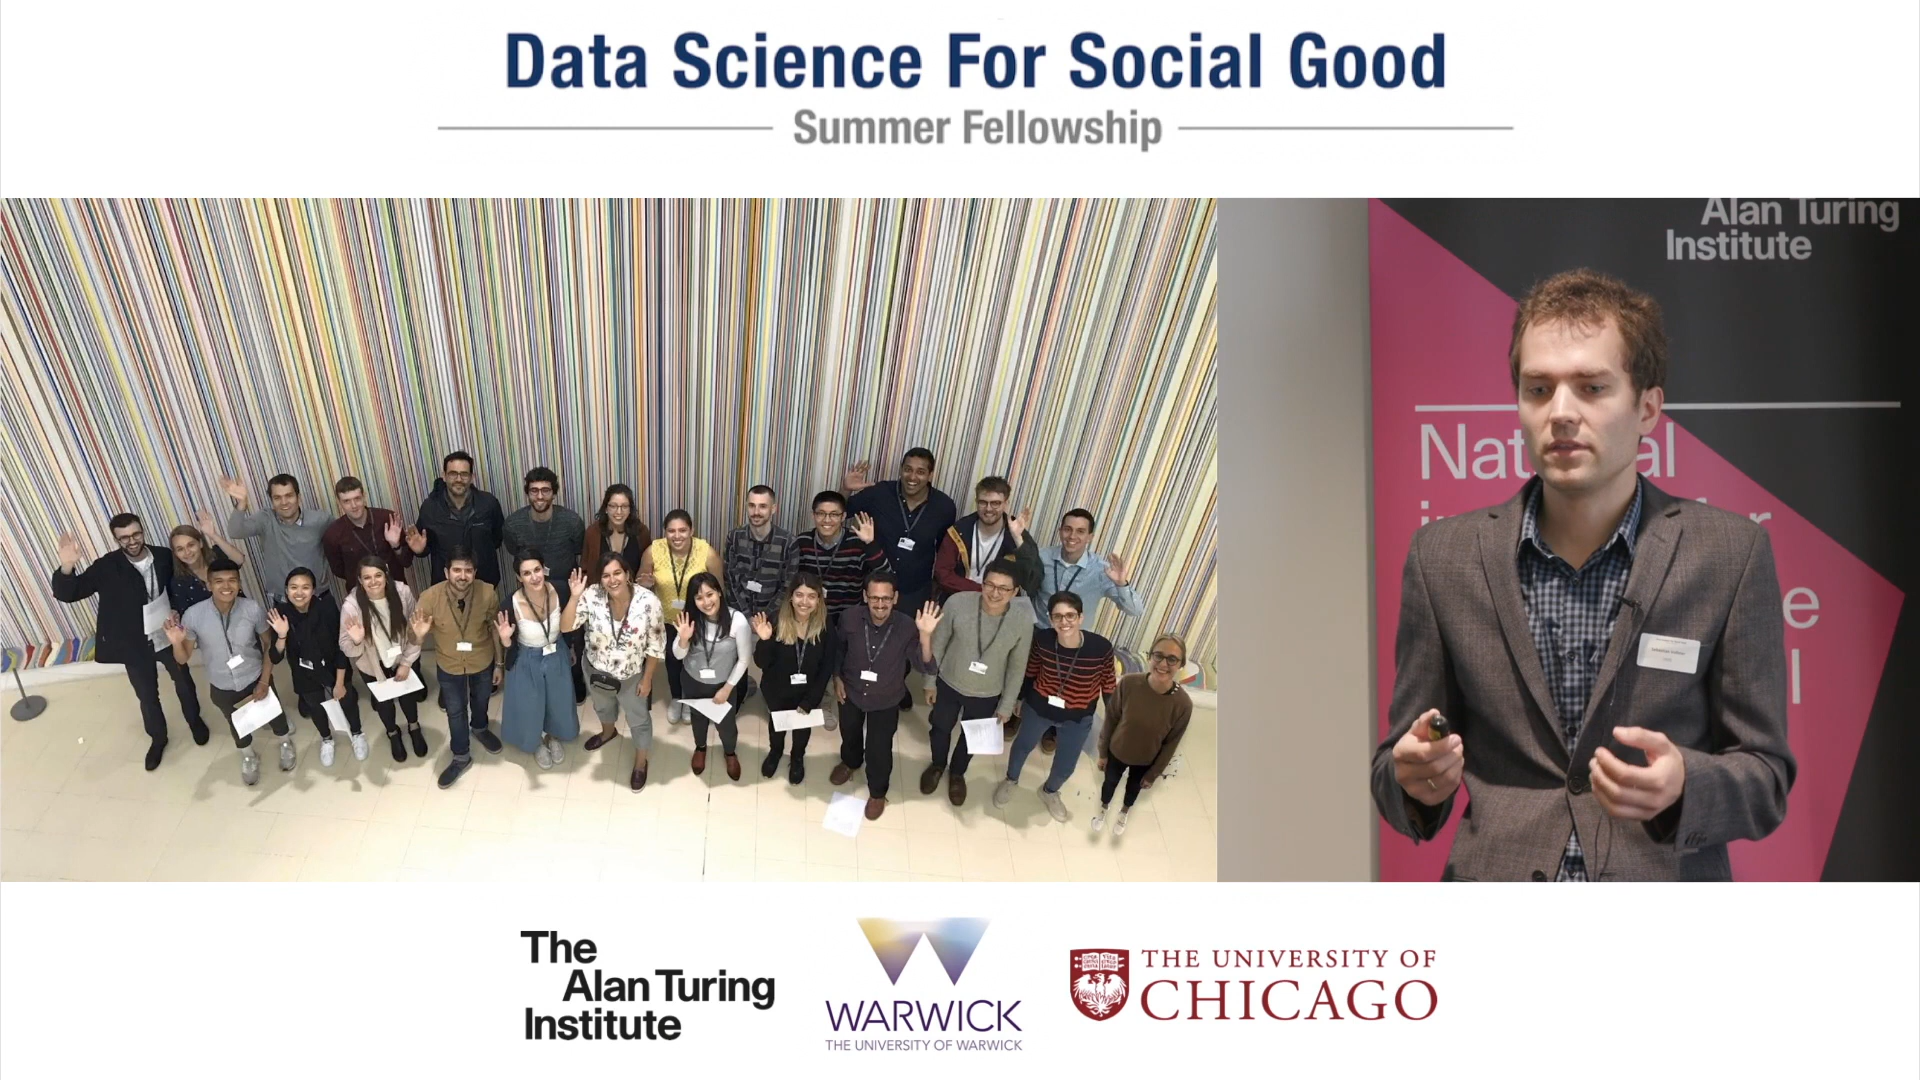 Data Science For Social Good
Summer Fellowship
Alan Turing
Institute
The
Alan Turing
Institute
WARWICK
THE UNIVERSITY OF WARWICK
THE UNIVERSITY OF
CHICAGO